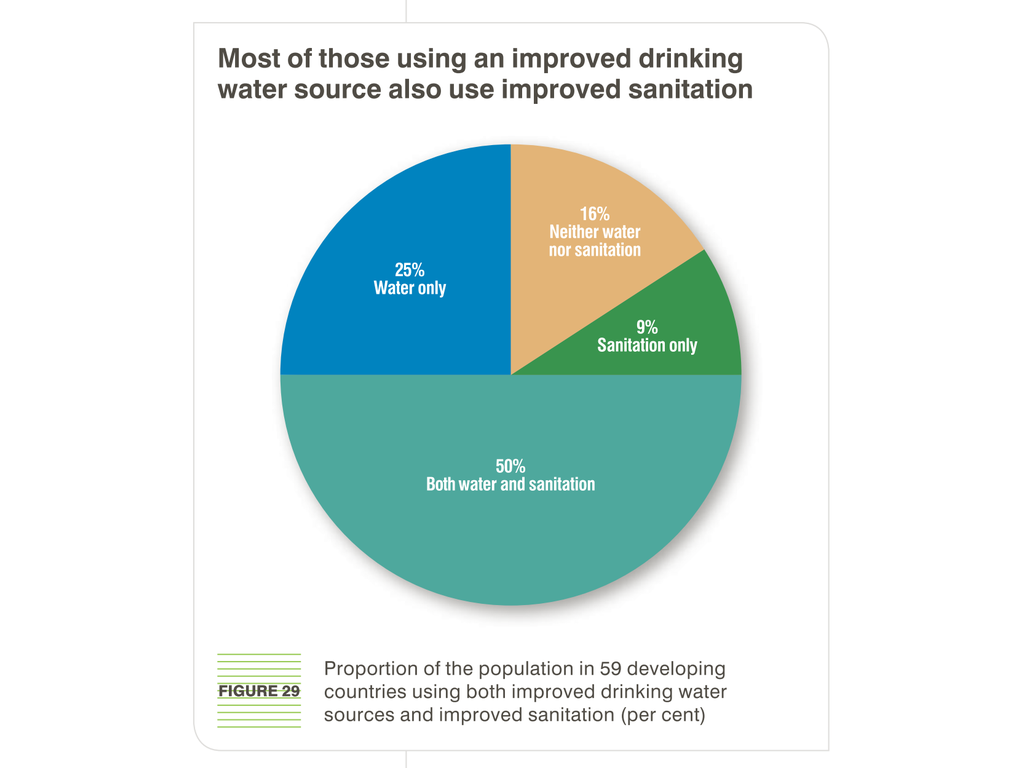 Most of those using an improved drinking
water source also use improved sanitation
16%
Neither water
nor sanitation
25%
Water only
9%
Sanitation only
50%
Both water and sanitation
FIGURE 29
Proportion of the population in 59 developing
countries using both improved drinking water
sources and improved sanitation (per cent)